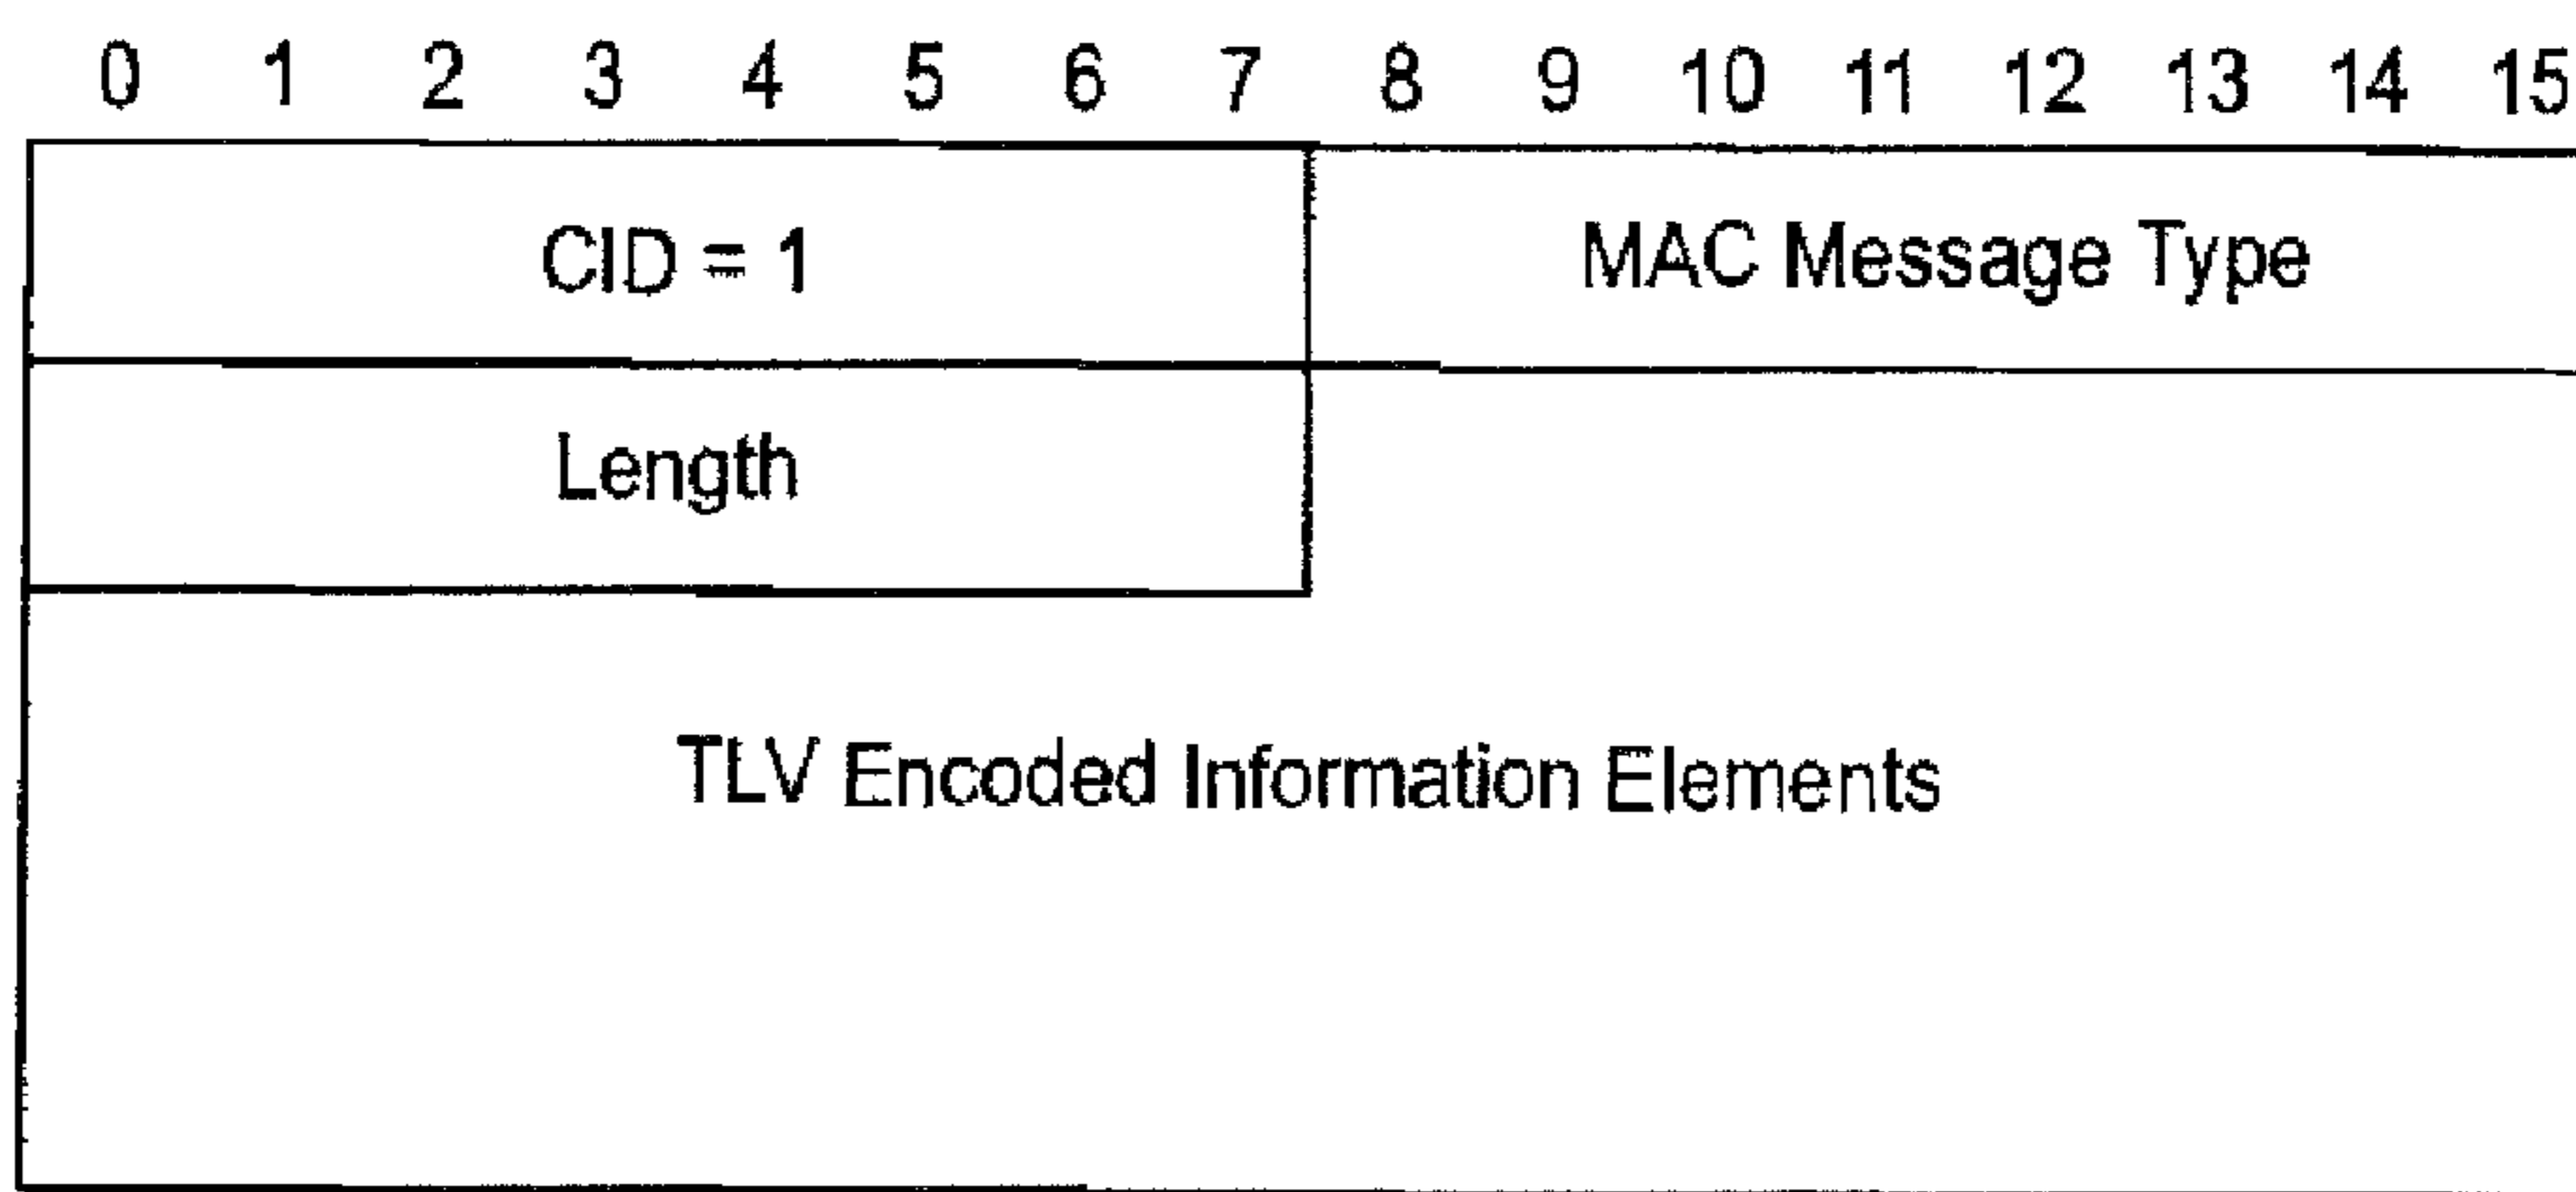 0 1 2 3 4 5 6 7 8 9 10 11 12 13 14 15
CID = 1 MAC Message Type
Length
TLV Encoded Information Elements